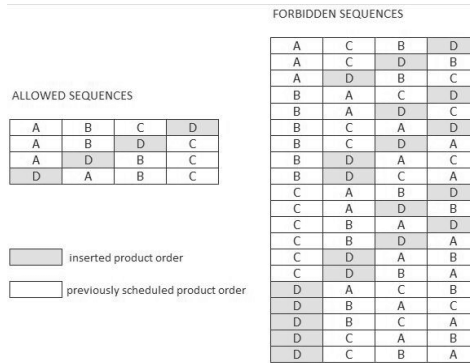 FORBIDDEN SEQUENCES
A C B D
A C D B
A D B C
B A C D
B A D C
B C A D
B C D A
B D A C
B D C A
C A B D
C A D B
C B A D
C B D A
C D A B
C D B A
D A C B
D B A C
D B C A
D C A B
D C B A
ALLOWED SEQUENCES
A B C D
A B D C
A D B C
D A B C
inserted product order
previously scheduled product order